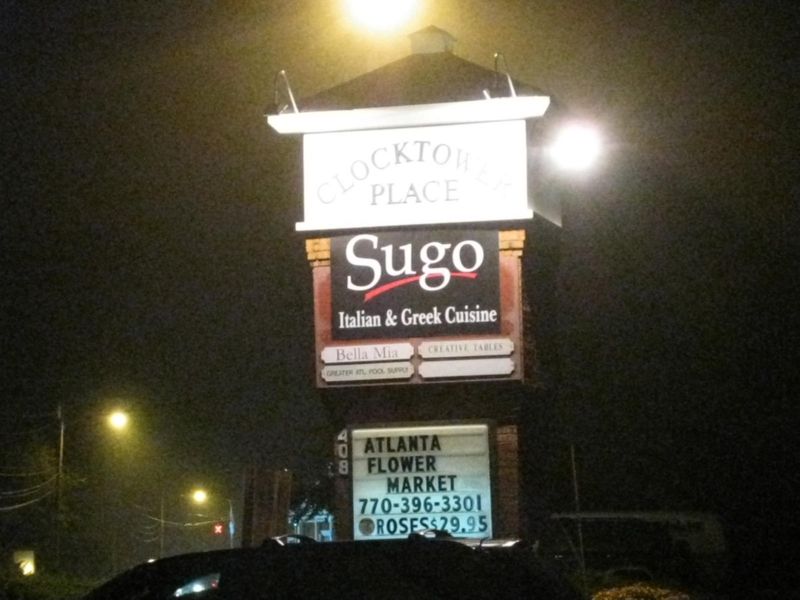 CLOCKTOWER
PLACE
Sugo
Italian & Greek Cuisine
Bella Mia
CREATIVE TABLES
GREATER ATL. POOL SUPPLY
408
ATLANTA
FLOWER
MARKET
770-396-3301
ROSES$29.95